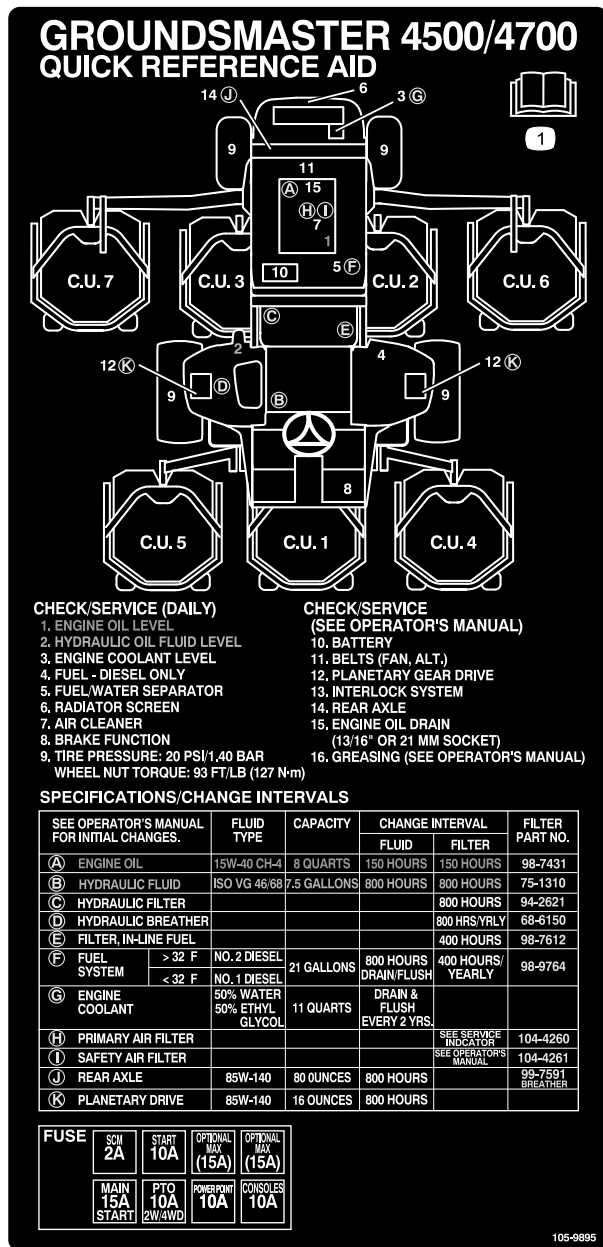 GROUNDSMASTER 4500/4700
QUICK REFERENCE AID
14 Ⓙ
6
3 Ⓖ
1
9
9
11
Ⓐ 15
Ⓗ Ⓘ
7
1
10
5 Ⓕ
C.U. 7
C.U. 3
C.U. 2
C.U. 6
Ⓒ
Ⓔ
2
4
12 Ⓚ
12 Ⓚ
9
Ⓓ
Ⓑ
9
8
C.U. 5
C.U. 1
C.U. 4
CHECK/SERVICE (DAILY)
1. ENGINE OIL LEVEL
2. HYDRAULIC OIL FLUID LEVEL
3. ENGINE COOLANT LEVEL
4. FUEL - DIESEL ONLY
5. FUEL/WATER SEPARATOR
6. RADIATOR SCREEN
7. AIR CLEANER
8. BRAKE FUNCTION
9. TIRE PRESSURE: 20 PSI/1,40 BAR
WHEEL NUT TORQUE: 93 FT/LB (127 N•m)
CHECK/SERVICE
(SEE OPERATOR'S MANUAL)
10. BATTERY
11. BELTS (FAN, ALT.)
12. PLANETARY GEAR DRIVE
13. INTERLOCK SYSTEM
14. REAR AXLE
15. ENGINE OIL DRAIN
(13/16" OR 21 MM SOCKET)
16. GREASING (SEE OPERATOR'S MANUAL)
SPECIFICATIONS/CHANGE INTERVALS
SEE OPERATOR'S MANUAL
FOR INITIAL CHANGES.
FLUID
TYPE
CAPACITY
CHANGE INTERVAL
FLUID
FILTER
FILTER
PART NO.
Ⓐ ENGINE OIL 15W-40 CH-4 8 QUARTS 150 HOURS 150 HOURS 98-7431
Ⓑ HYDRAULIC FLUID ISO VG 46/68 7.5 GALLONS 800 HOURS 800 HOURS 75-1310
Ⓒ HYDRAULIC FILTER 800 HOURS 94-2621
Ⓓ HYDRAULIC BREATHER 800 HRS/YRLY 68-6150
Ⓔ FILTER, IN-LINE FUEL 400 HOURS 98-7612
Ⓕ FUEL
SYSTEM
> 32 F NO. 2 DIESEL
< 32 F NO. 1 DIESEL
21 GALLONS
800 HOURS
DRAIN/FLUSH
400 HOURS/
YEARLY
98-9764
Ⓖ ENGINE
COOLANT
50% WATER
50% ETHYL
GLYCOL
11 QUARTS
DRAIN &
FLUSH
EVERY 2 YRS.
Ⓗ PRIMARY AIR FILTER
SEE SERVICE
INDCATOR
104-4260
Ⓘ SAFETY AIR FILTER
SEE OPERATOR'S
MANUAL
104-4261
Ⓙ REAR AXLE 85W-140 80 OUNCES 800 HOURS
99-7591
BREATHER
Ⓚ PLANETARY DRIVE 85W-140 16 OUNCES 800 HOURS
FUSE
SCM
2A
START
10A
OPTIONAL
MAX
(15A)
OPTIONAL
MAX
(15A)
MAIN
15A
START
PTO
10A
2W/4WD
POWER POINT
10A
CONSOLES
10A
105-9895